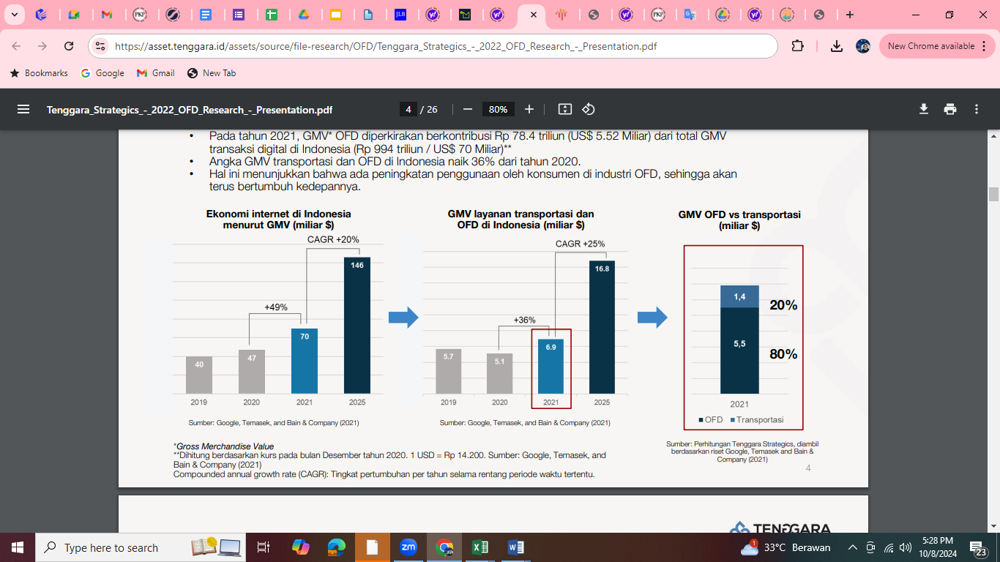 https://asset.tenggara.id/assets/source/file-research/OFD/Tenggara_Strategics_-_2022_OFD_Research_-_Presentation.pdf
New Chrome available
Bookmarks
Google
Gmail
New Tab
Tenggara_Strategics_-_2022_OFD_Research_-_Presentation.pdf
4 / 26
80%
• Pada tahun 2021, GMV* OFD diperkirakan berkontribusi Rp 78.4 triliun (US$ 5.52 Miliar) dari total GMV
transaksi digital di Indonesia (Rp 994 triliun / US$ 70 Miliar)**
• Angka GMV transportasi dan OFD di Indonesia naik 36% dari tahun 2020.
• Hal ini menunjukkan bahwa ada peningkatan penggunaan oleh konsumen di industri OFD, sehingga akan
terus bertumbuh kedepannya.
Ekonomi internet di Indonesia
menurut GMV (miliar $)
CAGR +20%
146
+49%
70
47
40
2019
2020
2021
2025
Sumber: Google, Temasek, and Bain & Company (2021)
GMV layanan transportasi dan
OFD di Indonesia (miliar $)
CAGR +25%
16.8
+36%
6.9
5.7
5.1
2019
2020
2021
2025
Sumber: Google, Temasek, and Bain & Company (2021)
GMV OFD vs transportasi
(miliar $)
1,4
20%
5,5
80%
2021
OFD
Transportasi
Sumber: Perhitungan Tenggara Strategics, diambil
berdasarkan riset Google, Temasek and Bain &
Company (2021)
*Gross Merchandise Value
**Dihitung berdasarkan kurs pada bulan Desember tahun 2020. 1 USD = Rp 14.200. Sumber: Google, Temasek, and
Bain & Company (2021)
Compounded annual growth rate (CAGR): Tingkat pertumbuhan per tahun selama rentang periode waktu tertentu.
4
TENGGARA
Type here to search
zm
33°C Berawan
5:28 PM
10/8/2024
23